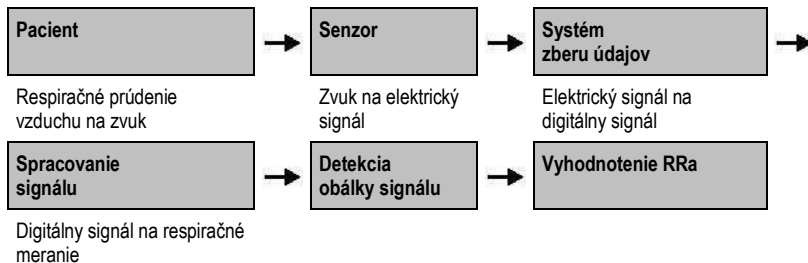 Pacient
Senzor
Systém
zberu údajov
Respiračné prúdenie
vzduchu na zvuk
Zvuk na elektrický
signál
Elektrický signál na
digitálny signál
Spracovanie
signálu
Detekcia
obálky signálu
Vyhodnotenie RRa
Digitálny signál na respiračné
meranie